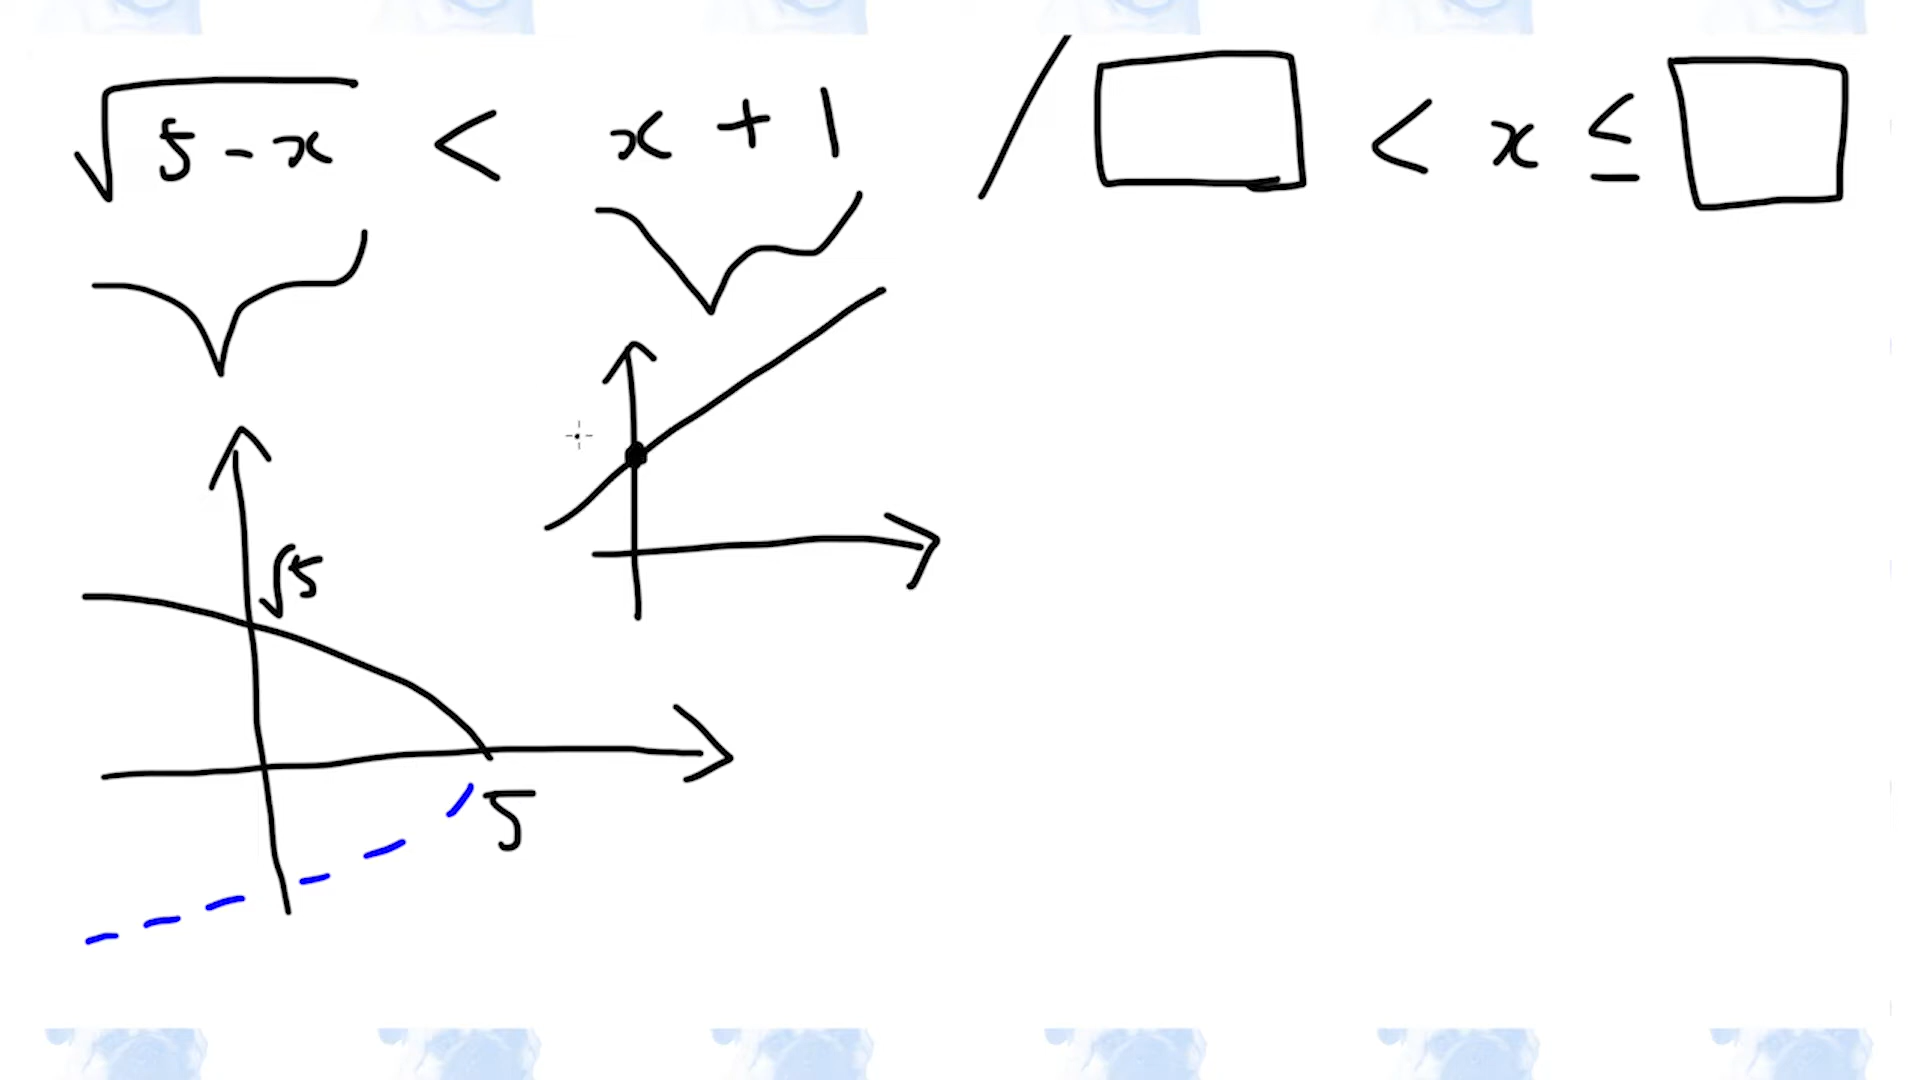 √5-x < x + 1 / □ < x ≤ □
√5
5